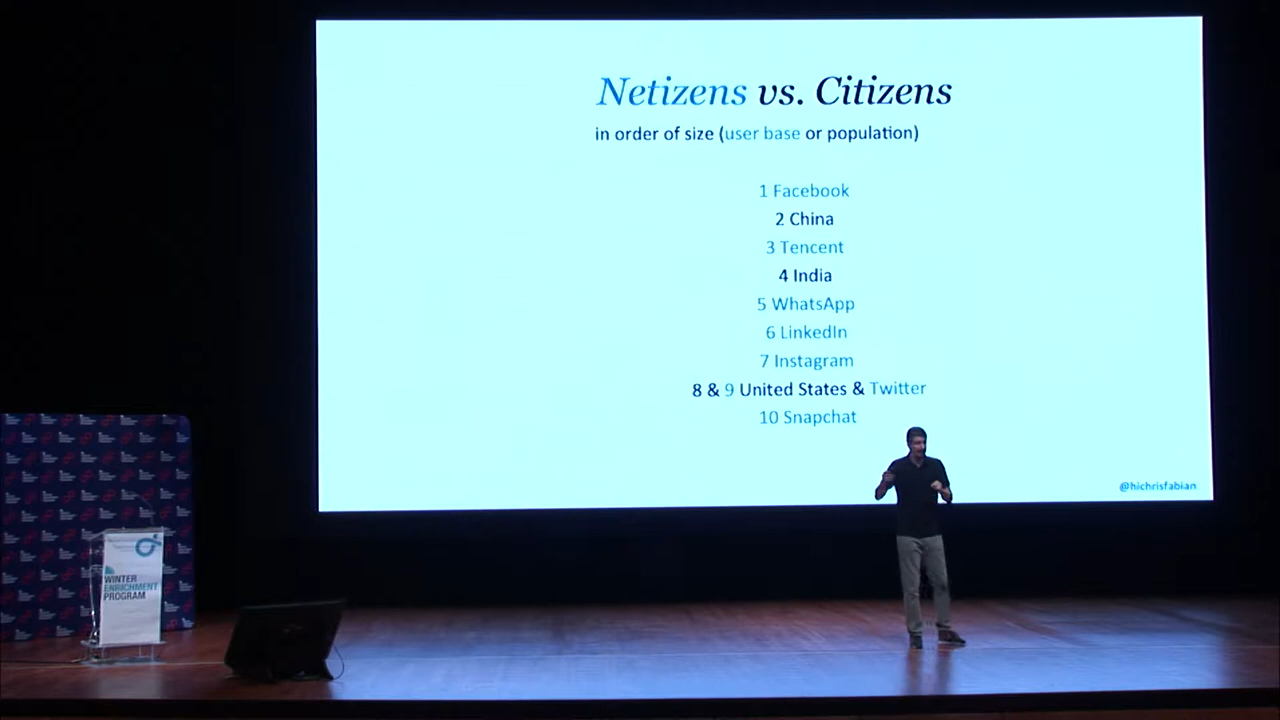 Netizens vs. Citizens
in order of size (user base or population)
1 Facebook
2 China
3 Tencent
4 India
5 WhatsApp
6 LinkedIn
7 Instagram
8 & 9 United States & Twitter
10 Snapchat
@hichrisfabian
WINTER
ENRICHMENT
PROGRAM